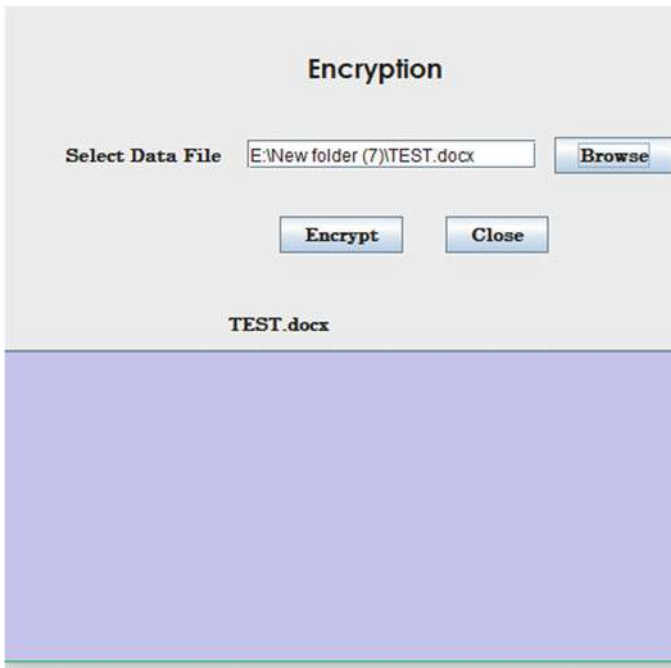 Encryption
Select Data File E:\New folder (7)\TEST.docx Browse
Encrypt Close
TEST.docx